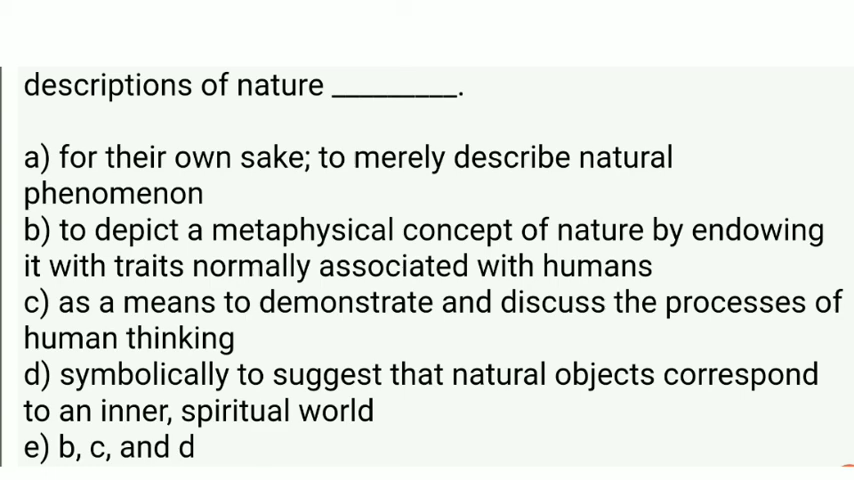 descriptions of nature _________.
a) for their own sake; to merely describe natural
phenomenon
b) to depict a metaphysical concept of nature by endowing
it with traits normally associated with humans
c) as a means to demonstrate and discuss the processes of
human thinking
d) symbolically to suggest that natural objects correspond
to an inner, spiritual world
e) b, c, and d